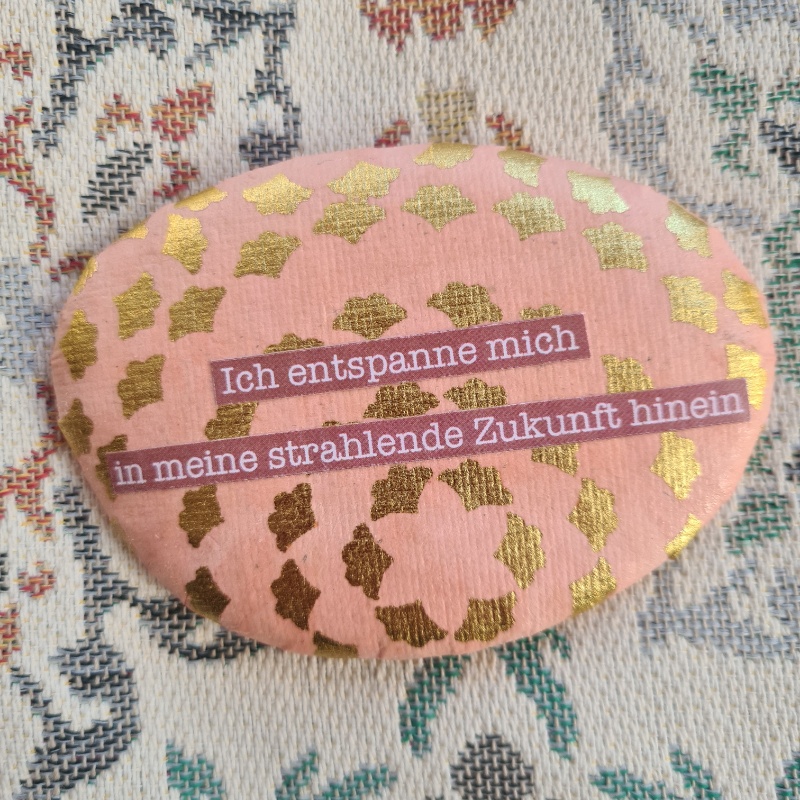 Ich entspanne mich
in meine strahlende Zukunft hinein